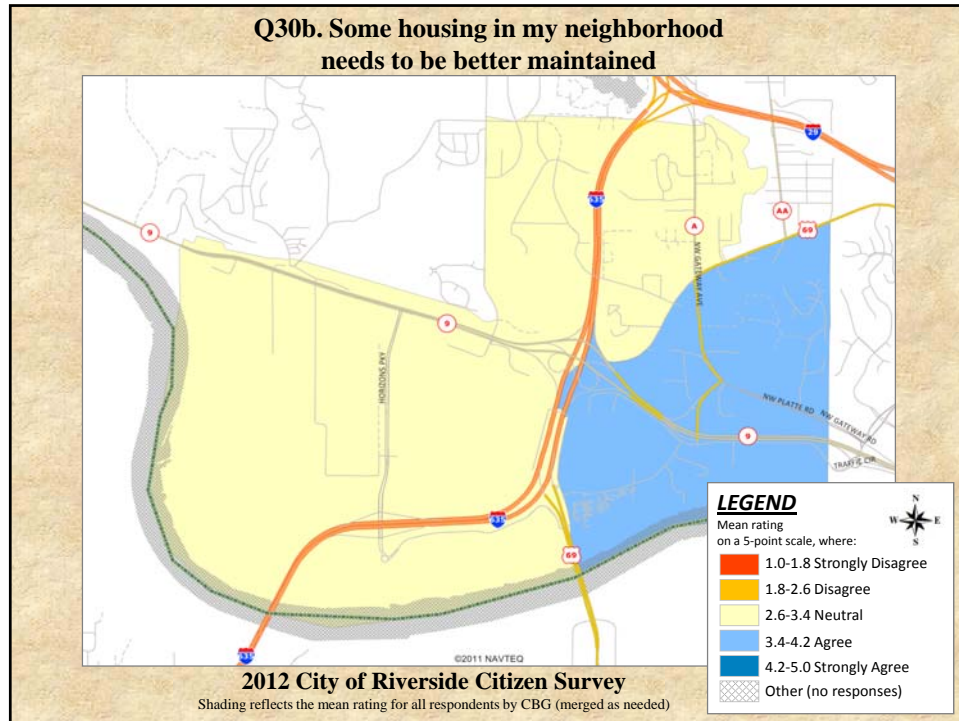 Q30b. Some housing in my neighborhood
needs to be better maintained
29
635
9
A
AA
69
NW GATEWAY AVE
9
HORIZONS PKY
NW PLATTE RD
NW GATEWAY RD
9
TRAFFIC CIR
635
69
635
©2011 NAVTEQ
LEGEND
Mean rating
on a 5-point scale, where:
N
W E
S
1.0-1.8 Strongly Disagree
1.8-2.6 Disagree
2.6-3.4 Neutral
3.4-4.2 Agree
4.2-5.0 Strongly Agree
Other (no responses)
2012 City of Riverside Citizen Survey
Shading reflects the mean rating for all respondents by CBG (merged as needed)